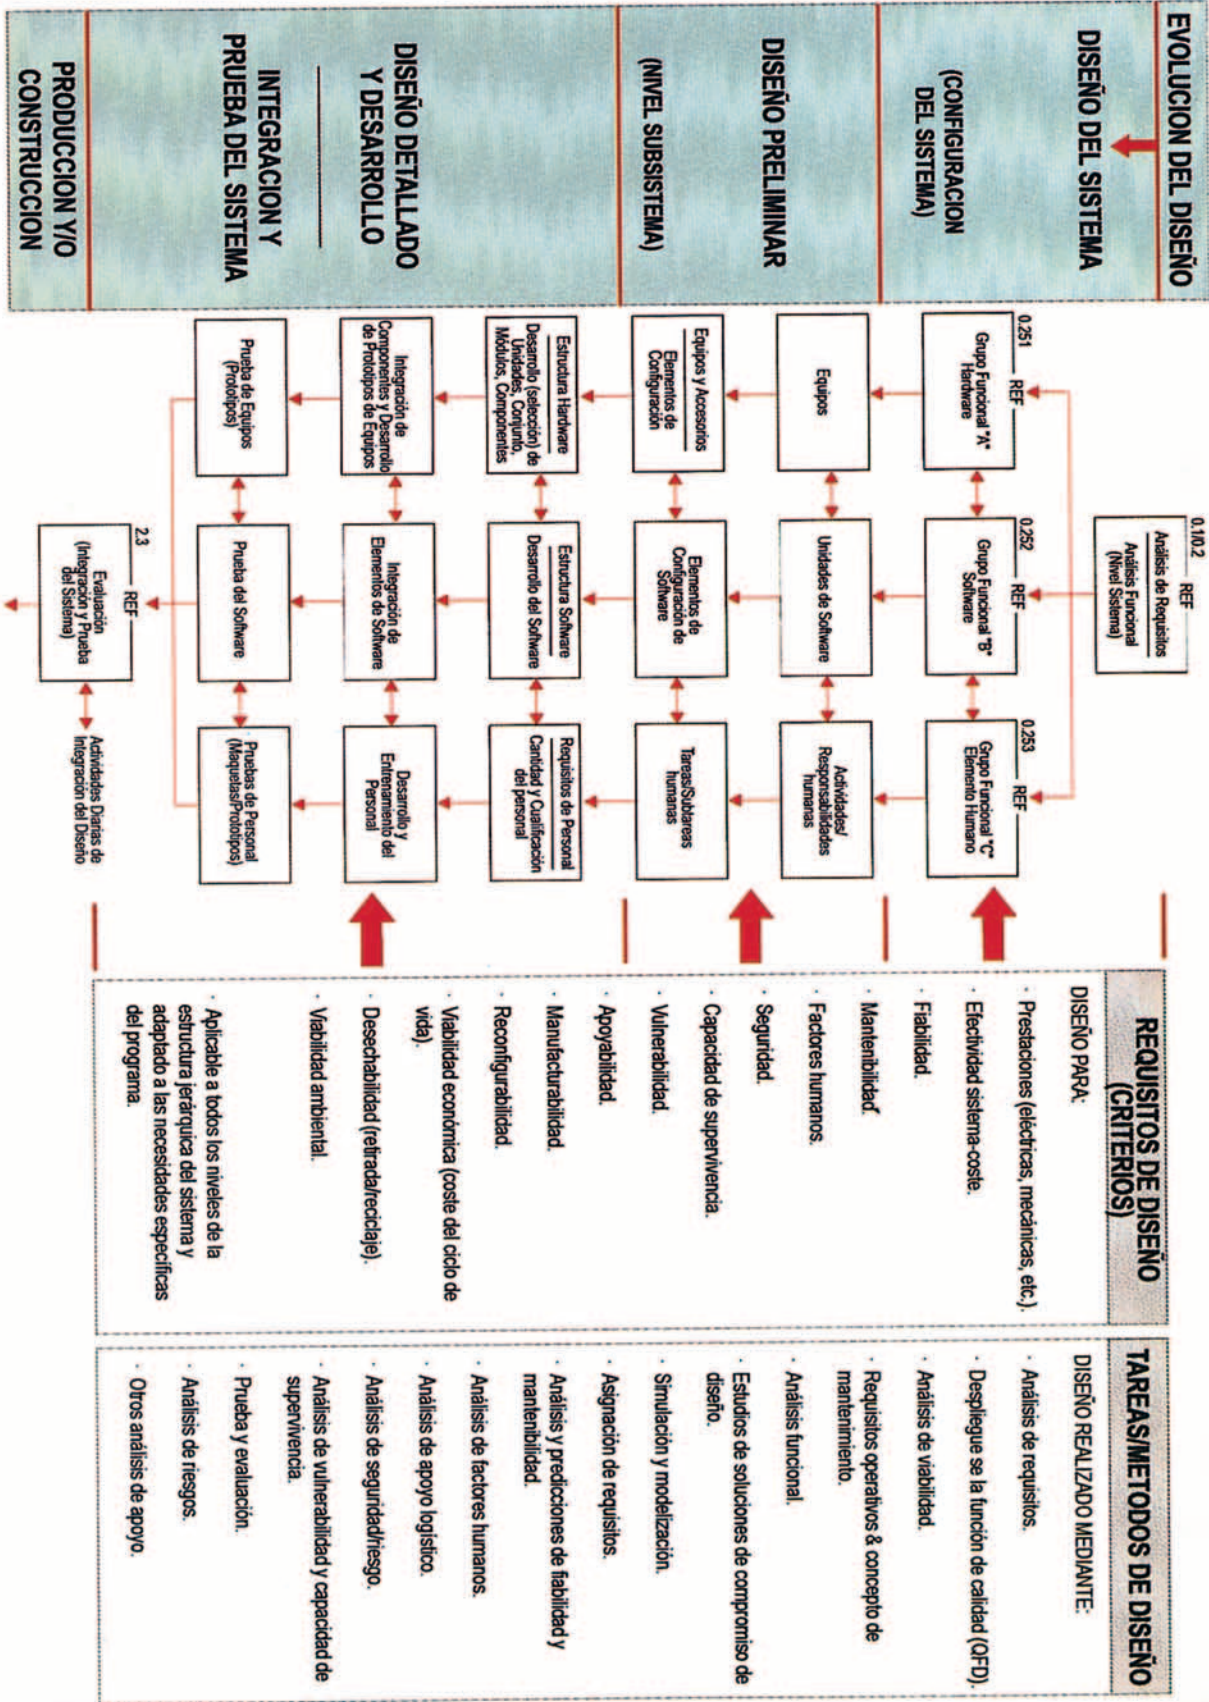 EVOLUCION DEL DISEÑO
DISEÑO DEL SISTEMA
(CONFIGURACION
DEL SISTEMA)
DISEÑO PRELIMINAR
(NIVEL SUBSISTEMA)
DISEÑO DETALLADO
Y DESARROLLO
INTEGRACION Y
PRUEBA DEL SISTEMA
PRODUCCION Y/O
CONSTRUCCION
0.1/0.2
REF
Análisis de Requisitos
Análisis Funcional
(Nivel Sistema)
0.251
REF
Grupo Funcional "A"
Hardware
0.252
REF
Grupo Funcional "B"
Software
0.253
REF
Grupo Funcional "C"
Elemento Humano
Equipos
Unidades de Software
Actividades/
Responsabilidades
humanas
Equipos y Accesorios
Elementos de
Configuración
Elementos de
Configuración de
Software
Tareas/Subtareas
humanas
Estructura Hardware
Desarrollo (selección) de
Unidades, Conjunto,
Módulos, Componentes
Estructura Software
Desarrollo del Software
Requisitos de Personal
Cantidad y Cualificación
del personal
Integración de
Componentes y Desarrollo
de Prototipos de Equipos
Integración de
Elementos de Software
Desarrollo y
Entrenamiento del
Personal
Prueba de Equipos
(Prototipos)
Prueba del Software
Pruebas de Personal
(Maquetas/Prototipos)
2.3
REF
Evaluación
(Integración y Prueba
del Sistema)
Actividades Diarias de
Integración del Diseño
REQUISITOS DE DISEÑO
(CRITERIOS)
DISEÑO PARA:
· Prestaciones (eléctricas, mecánicas, etc.).
· Efectividad sistema-coste.
· Fiabilidad.
· Mantenibilidad.
· Factores humanos.
· Seguridad.
· Capacidad de supervivencia.
· Vulnerabilidad.
· Apoyabilidad.
· Manufacturabilidad.
· Reconfigurabilidad.
· Viabilidad económica (coste del ciclo de
vida).
· Desechabilidad (retirada/reciclaje).
· Viabilidad ambiental.
· Aplicable a todos los niveles de la
estructura jerárquica del sistema y
adaptado a las necesidades específicas
del programa.
TAREAS/METODOS DE DISEÑO
DISEÑO REALIZADO MEDIANTE:
· Análisis de requisitos.
· Despliegue se la función de calidad (QFD).
· Análisis de viabilidad.
· Requisitos operativos & concepto de
mantenimiento.
· Análisis funcional.
· Estudios de soluciones de compromiso de
diseño.
· Simulación y modelización.
· Asignación de requisitos.
· Análisis y predicciones de fiabilidad y
mantenibilidad.
· Análisis de factores humanos.
· Análisis de apoyo logístico.
· Análisis de seguridad/riesgo.
· Análisis de vulnerabilidad y capacidad de
supervivencia.
· Prueba y evaluación.
· Análisis de riesgos.
· Otros análisis de apoyo.